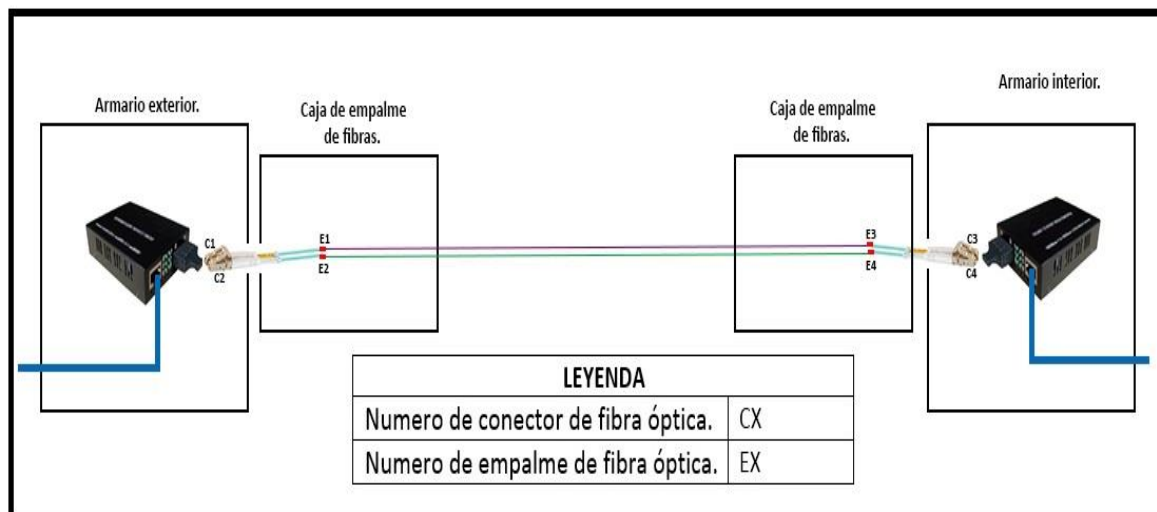 Armario exterior.
Caja de empalme
de fibras.
Caja de empalme
de fibras.
Armario interior.
C1
C2
E1
E2
E3
E4
C3
C4
LEYENDA
Numero de conector de fibra óptica. CX
Numero de empalme de fibra óptica. EX